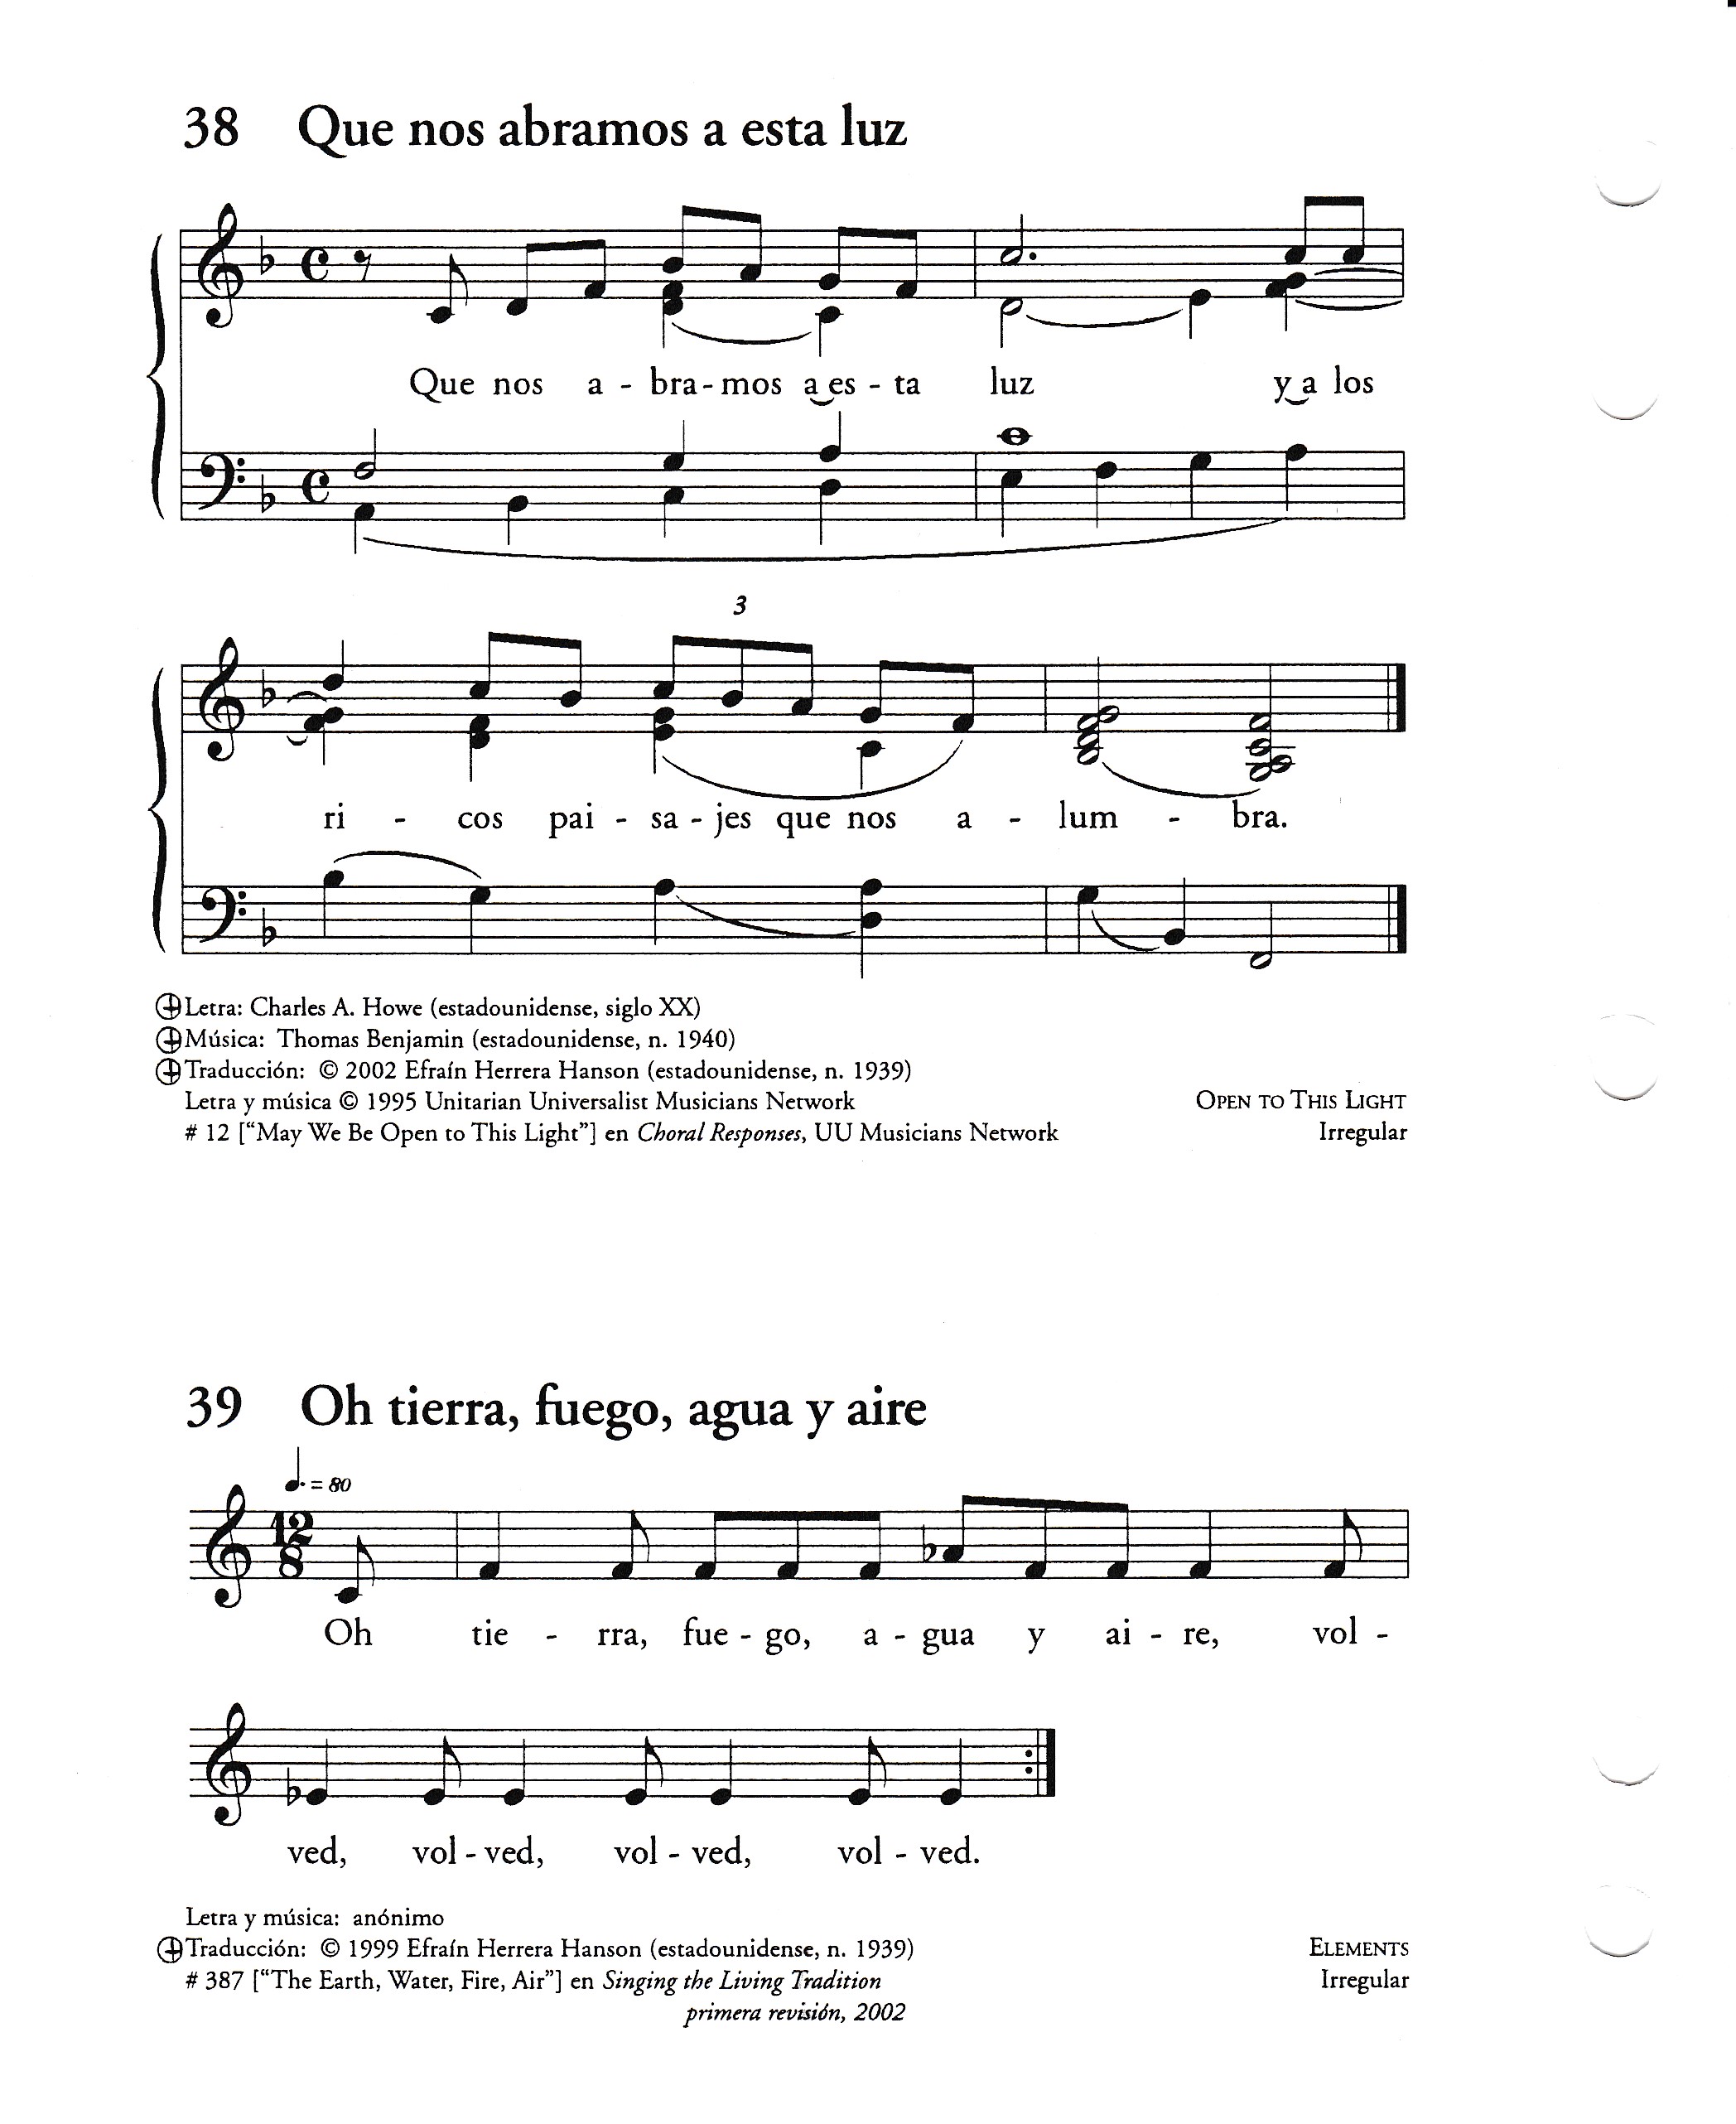 38 Que nos abramos a esta luz
Que nos a - bra - mos a es - ta luz y a los
3
ri - cos pai - sa - jes que nos a - lum - bra.
Letra: Charles A. Howe (estadounidense, siglo XX)
Música: Thomas Benjamin (estadounidense, n. 1940)
Traducción: © 2002 Efraín Herrera Hanson (estadounidense, n. 1939)
Letra y música © 1995 Unitarian Universalist Musicians Network OPEN TO THIS LIGHT
# 12 ["May We Be Open to This Light"] en Choral Responses, UU Musicians Network Irregular
39 Oh tierra, fuego, agua y aire
= 80
12
8
Oh tie - rra, fue - go, a - gua y ai - re, vol -
ved, vol - ved, vol - ved, vol - ved.
Letra y música: anónimo
Traducción: © 1999 Efraín Herrera Hanson (estadounidense, n. 1939) ELEMENTS
# 387 ["The Earth, Water, Fire, Air"] en Singing the Living Tradition Irregular
primera revisión, 2002